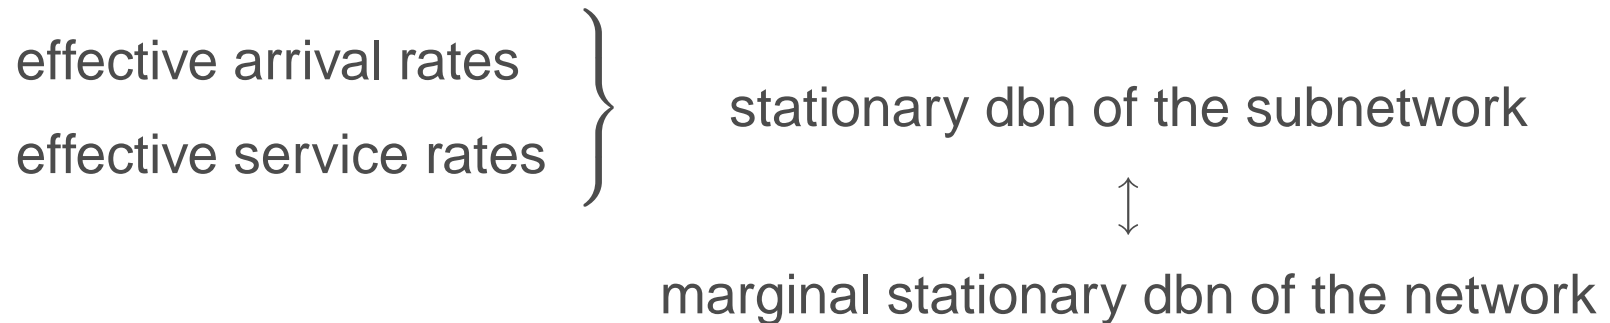 effective arrival rates
effective service rates
stationary dbn of the subnetwork
↕
marginal stationary dbn of the network